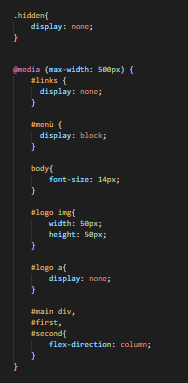 .hidden{
display: none;
}
@media (max-width: 500px) {
#links {
display: none;
}
#menù {
display: block;
}
body{
font-size: 14px;
}
#logo img{
width: 50px;
height: 50px;
}
#logo a{
display: none;
}
#main div,
#first,
#second{
flex-direction: column;
}
}